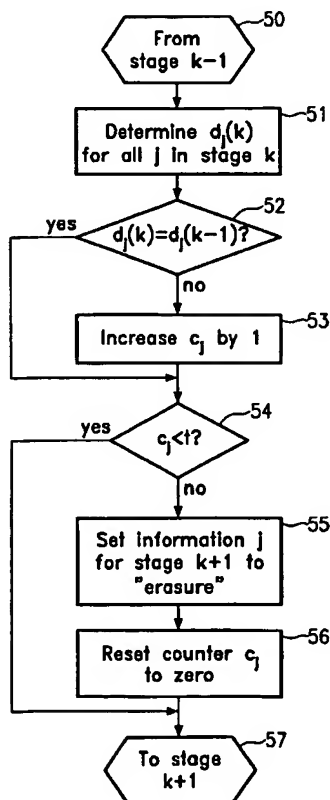 50
From
stage k-1
51
Determine dj(k)
for all j in stage k
52
yes
dj(k)=dj(k-1)?
no
53
Increase cj by 1
54
yes
cj<t?
no
55
Set information j
for stage k+1 to
"erasure"
56
Reset counter cj
to zero
57
To stage
k+1